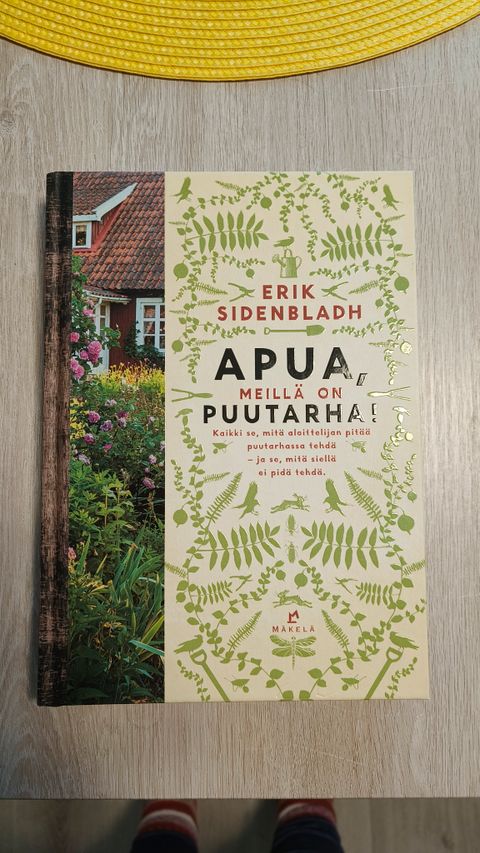 ERIK
SIDENBLADH
APUA,
MEILLÄ ON
PUUTARHA!
Kaikki se, mitä aloittelijan pitää
puutarhassa tehdä
– ja se, mitä siellä
ei pidä tehdä.
MÄKELÄ